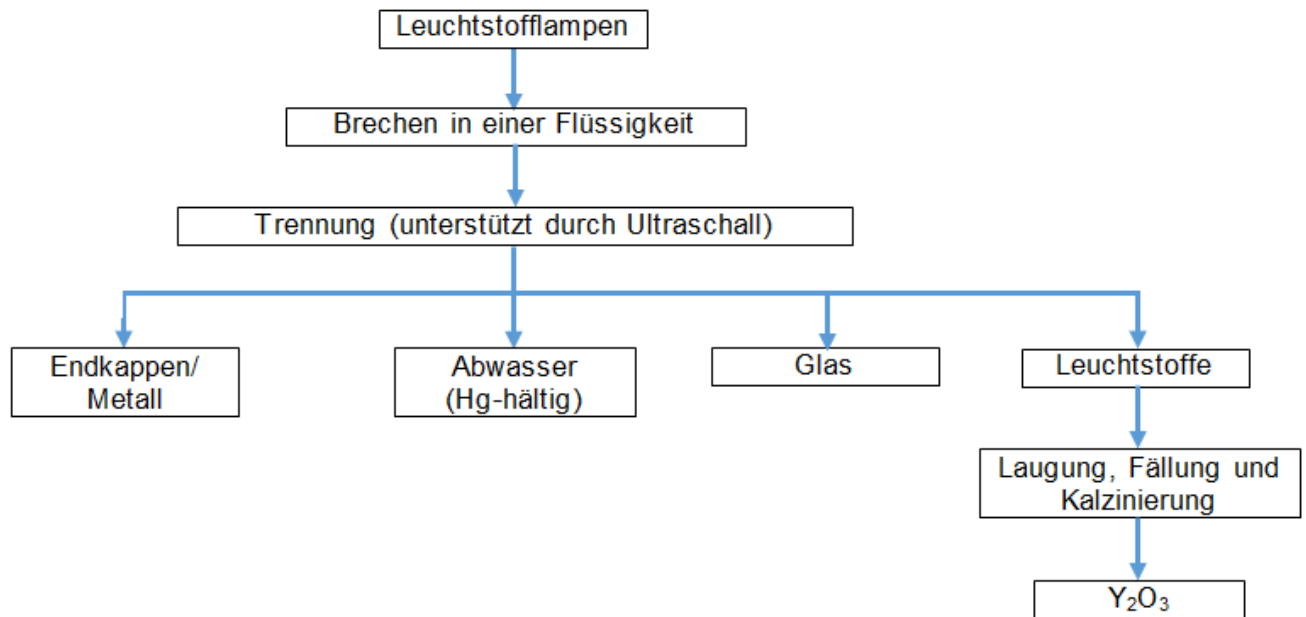 Leuchtstofflampen
Brechen in einer Flüssigkeit
Trennung (unterstützt durch Ultraschall)
Endkappen/
Metall
Abwasser
(Hg-hältig)
Glas
Leuchtstoffe
Laugung, Fällung und
Kalzinierung
Y₂O₃